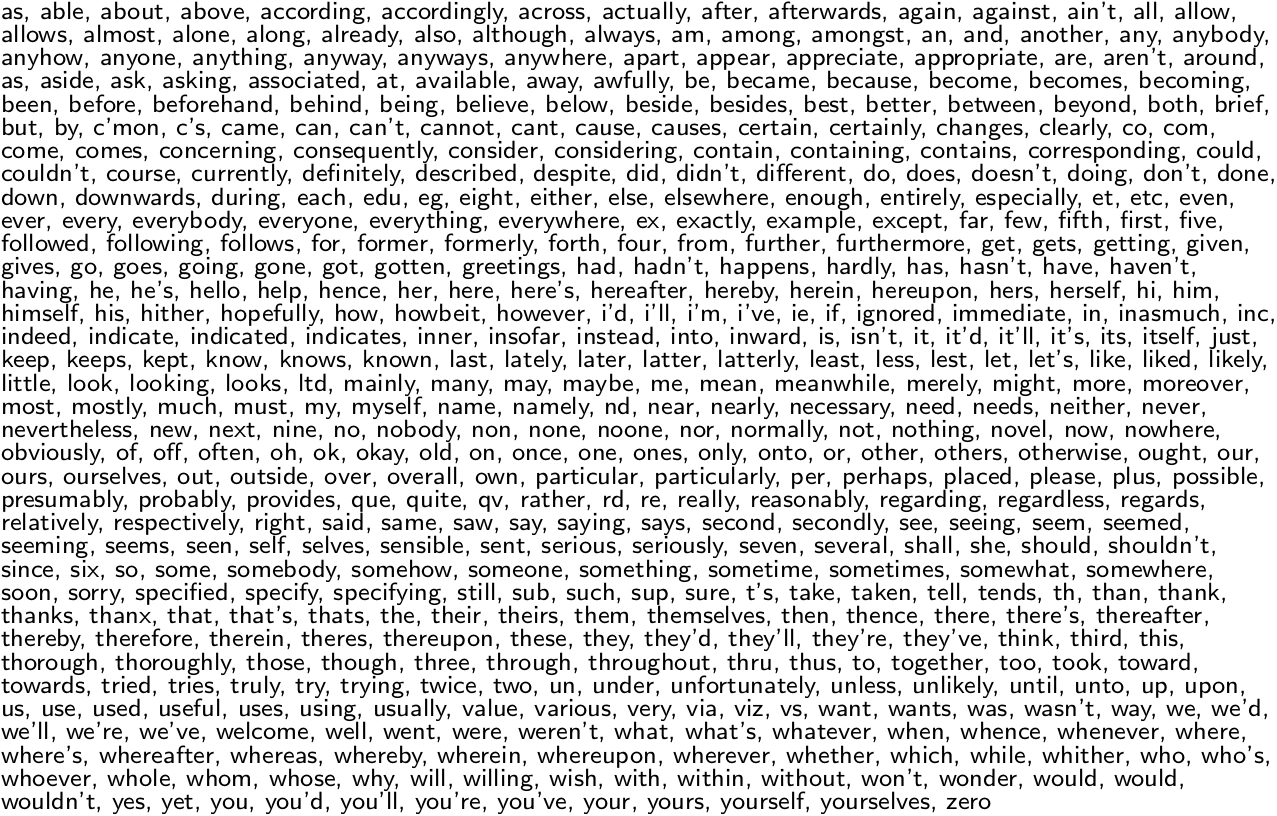 as, able, about, above, according, accordingly, across, actually, after, afterwards, again, against, ain't, all, allow,
allows, almost, alone, along, already, also, although, always, am, among, amongst, an, and, another, any, anybody,
anyhow, anyone, anything, anyway, anyways, anywhere, apart, appear, appreciate, appropriate, are, aren't, around,
as, aside, ask, asking, associated, at, available, away, awfully, be, became, because, become, becomes, becoming,
been, before, beforehand, behind, being, believe, below, beside, besides, best, better, between, beyond, both, brief,
but, by, c'mon, c's, came, can, can't, cannot, cant, cause, causes, certain, certainly, changes, clearly, co, com,
come, comes, concerning, consequently, consider, considering, contain, containing, contains, corresponding, could,
couldn't, course, currently, definitely, described, despite, did, didn't, different, do, does, doesn't, doing, don't, done,
down, downwards, during, each, edu, eg, eight, either, else, elsewhere, enough, entirely, especially, et, etc, even,
ever, every, everybody, everyone, everything, everywhere, ex, exactly, example, except, far, few, fifth, first, five,
followed, following, follows, for, former, formerly, forth, four, from, further, furthermore, get, gets, getting, given,
gives, go, goes, going, gone, got, gotten, greetings, had, hadn't, happens, hardly, has, hasn't, have, haven't,
having, he, he's, hello, help, hence, her, here, here's, hereafter, hereby, herein, hereupon, hers, herself, hi, him,
himself, his, hither, hopefully, how, howbeit, however, i'd, i'll, i'm, i've, ie, if, ignored, immediate, in, inasmuch, inc,
indeed, indicate, indicated, indicates, inner, insofar, instead, into, inward, is, isn't, it, it'd, it'll, it's, its, itself, just,
keep, keeps, kept, know, knows, known, last, lately, later, latter, latterly, least, less, lest, let, let's, like, liked, likely,
little, look, looking, looks, ltd, mainly, many, may, maybe, me, mean, meanwhile, merely, might, more, moreover,
most, mostly, much, must, my, myself, name, namely, nd, near, nearly, necessary, need, needs, neither, never,
nevertheless, new, next, nine, no, nobody, non, none, noone, nor, normally, not, nothing, novel, now, nowhere,
obviously, of, off, often, oh, ok, okay, old, on, once, one, ones, only, onto, or, other, others, otherwise, ought, our,
ours, ourselves, out, outside, over, overall, own, particular, particularly, per, perhaps, placed, please, plus, possible,
presumably, probably, provides, que, quite, qv, rather, rd, re, really, reasonably, regarding, regardless, regards,
relatively, respectively, right, said, same, saw, say, saying, says, second, secondly, see, seeing, seem, seemed,
seeming, seems, seen, self, selves, sensible, sent, serious, seriously, seven, several, shall, she, should, shouldn't,
since, six, so, some, somebody, somehow, someone, something, sometime, sometimes, somewhat, somewhere,
soon, sorry, specified, specify, specifying, still, sub, such, sup, sure, t's, take, taken, tell, tends, th, than, thank,
thanks, thanx, that, that's, thats, the, their, theirs, them, themselves, then, thence, there, there's, thereafter,
thereby, therefore, therein, theres, thereupon, these, they, they'd, they'll, they're, they've, think, third, this,
thorough, thoroughly, those, though, three, through, throughout, thru, thus, to, together, too, took, toward,
towards, tried, tries, truly, try, trying, twice, two, un, under, unfortunately, unless, unlikely, until, unto, up, upon,
us, use, used, useful, uses, using, usually, value, various, very, via, viz, vs, want, wants, was, wasn't, way, we, we'd,
we'll, we're, we've, welcome, well, went, were, weren't, what, what's, whatever, when, whence, whenever, where,
where's, whereafter, whereas, whereby, wherein, whereupon, wherever, whether, which, while, whither, who, who's,
whoever, whole, whom, whose, why, will, willing, wish, with, within, without, won't, wonder, would, would,
wouldn't, yes, yet, you, you'd, you'll, you're, you've, your, yours, yourself, yourselves, zero